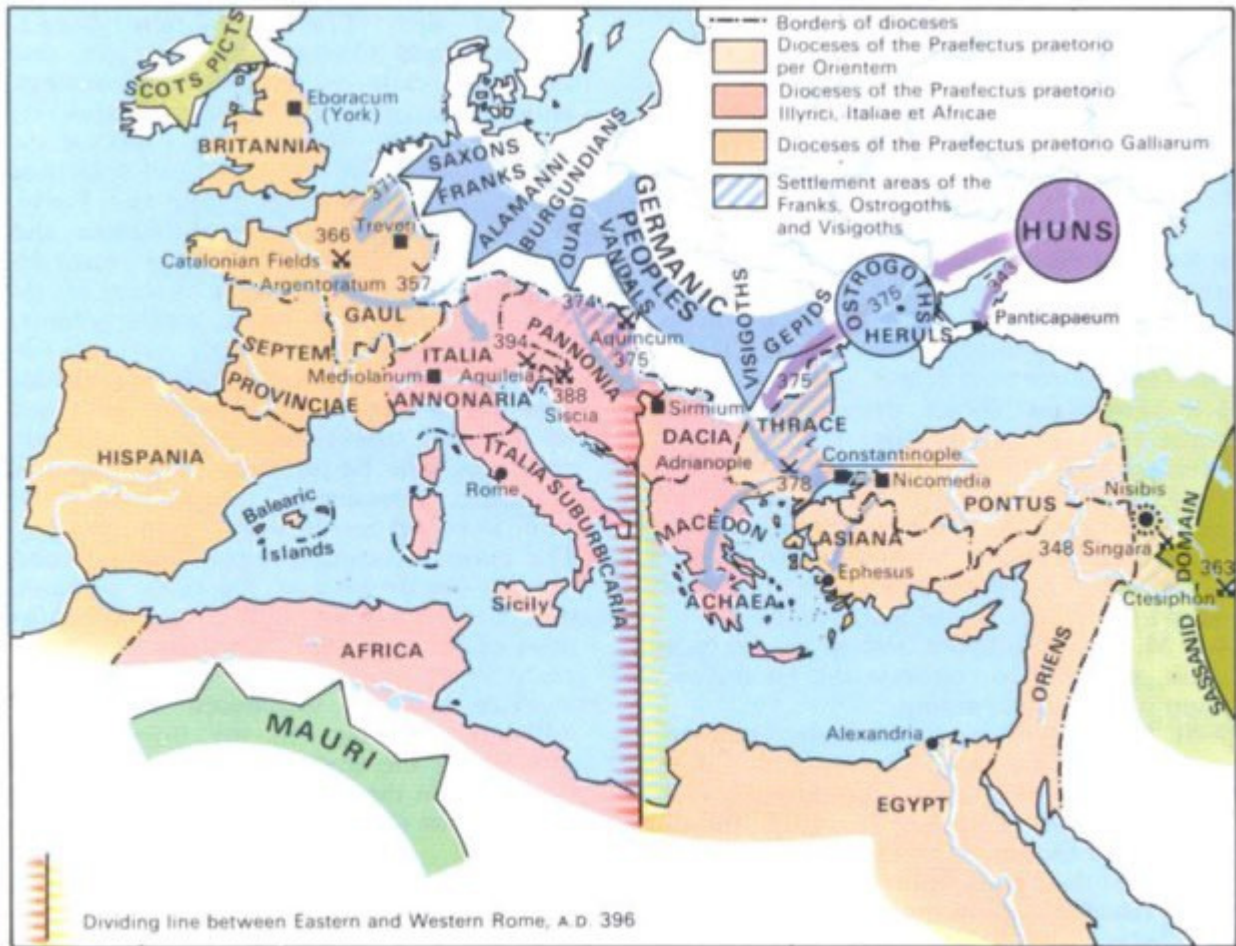 Borders of dioceses
Dioceses of the Praefectus praetorio
per Orientem
Dioceses of the Praefectus praetorio
Illyrici, Italiae et Africae
Dioceses of the Praefectus praetorio Galliarum
Settlement areas of the
Franks, Ostrogoths
and Visigoths
SCOTS PICTS
Eboracum
(York)
BRITANNIA
SAXONS
FRANKS
ALAMANNI
BURGUNDIANS
QUADI
VANDALS
GERMANIC
PEOPLES
VISIGOTHS
GEPIDS
OSTROGOTHS
375
HERULS
HUNS
343
Panticapaeum
371
Treveri
366
Catalonian Fields
Argentoratum 357
GAUL
SEPTEM
PROVINCIAE
HISPANIA
Balearic
Islands
374
Aquincum
375
PANNONIA
394
ITALIA
Mediolanum
Aquileia
ANNONARIA
388
Siscia
ITALIA SUBURBICARIA
Rome
Sicily
Sirmium
DACIA
375
THRACE
Adrianople
378
Constantinople
Nicomedia
MACEDON
ACHAEA
ASIANA
Ephesus
PONTUS
Nisibis
348 Singara
SASSANID DOMAIN
363
Ctesiphon
ORIENS
AFRICA
MAURI
Alexandria
EGYPT
Dividing line between Eastern and Western Rome, A.D. 396